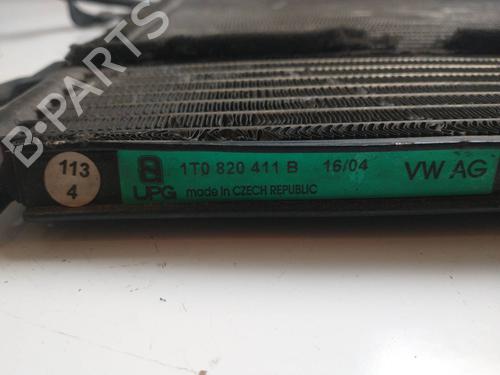 B-PARTS
113
4
1T0 820 411 B 16/04 VW AG
UPG made in CZECH REPUBLIC